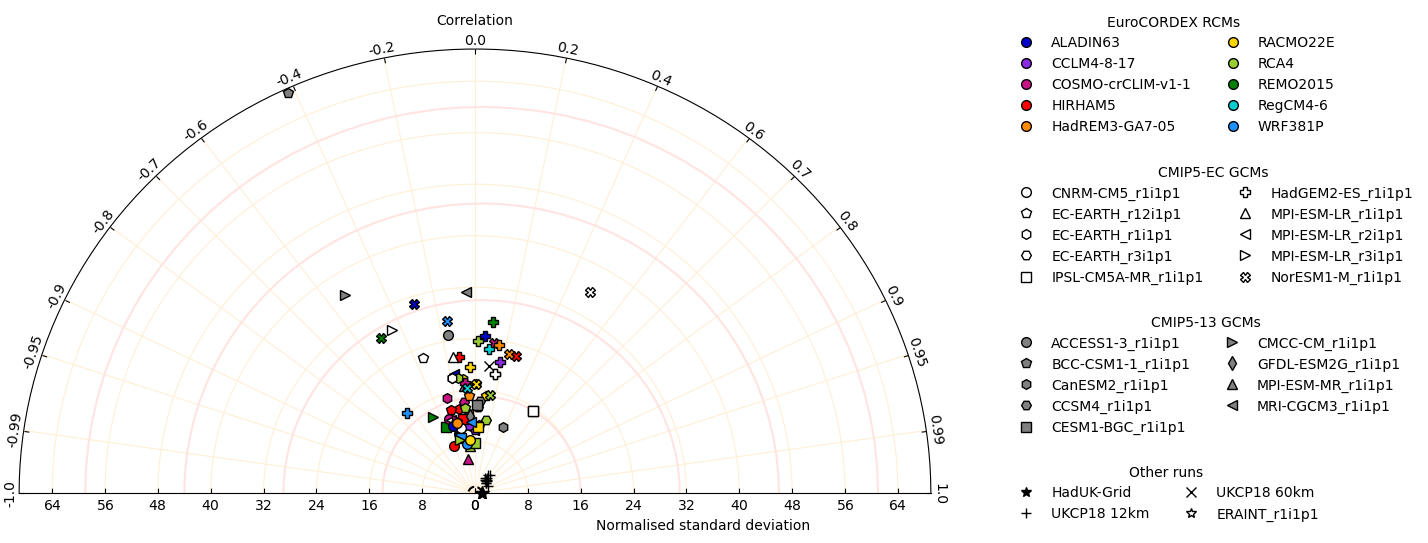 Correlation
-1.0
-0.99
-0.95
-0.9
-0.8
-0.7
-0.6
-0.4
-0.2
0.0
0.2
0.4
0.6
0.7
0.8
0.9
0.95
0.99
1.0
64 56 48 40 32 24 16 8 0 8 16 24 32 40 48 56 64
Normalised standard deviation
EuroCORDEX RCMs
ALADIN63 RACMO22E
CCLM4-8-17 RCA4
COSMO-crCLIM-v1-1 REMO2015
HIRHAM5 RegCM4-6
HadREM3-GA7-05 WRF381P
CMIP5-EC GCMs
CNRM-CM5_r1i1p1 HadGEM2-ES_r1i1p1
EC-EARTH_r12i1p1 MPI-ESM-LR_r1i1p1
EC-EARTH_r1i1p1 MPI-ESM-LR_r2i1p1
EC-EARTH_r3i1p1 MPI-ESM-LR_r3i1p1
IPSL-CM5A-MR_r1i1p1 NorESM1-M_r1i1p1
CMIP5-13 GCMs
ACCESS1-3_r1i1p1 CMCC-CM_r1i1p1
BCC-CSM1-1_r1i1p1 GFDL-ESM2G_r1i1p1
CanESM2_r1i1p1 MPI-ESM-MR_r1i1p1
CCSM4_r1i1p1 MRI-CGCM3_r1i1p1
CESM1-BGC_r1i1p1
Other runs
HadUK-Grid UKCP18 60km
UKCP18 12km ERAINT_r1i1p1